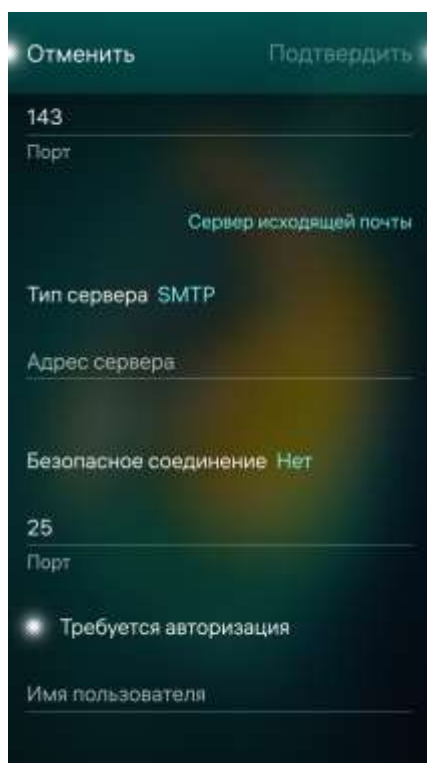 Отменить Подтвердить
143
Порт
Сервер исходящей почты
Тип сервера SMTP
Адрес сервера
Безопасное соединение Нет
25
Порт
Требуется авторизация
Имя пользователя